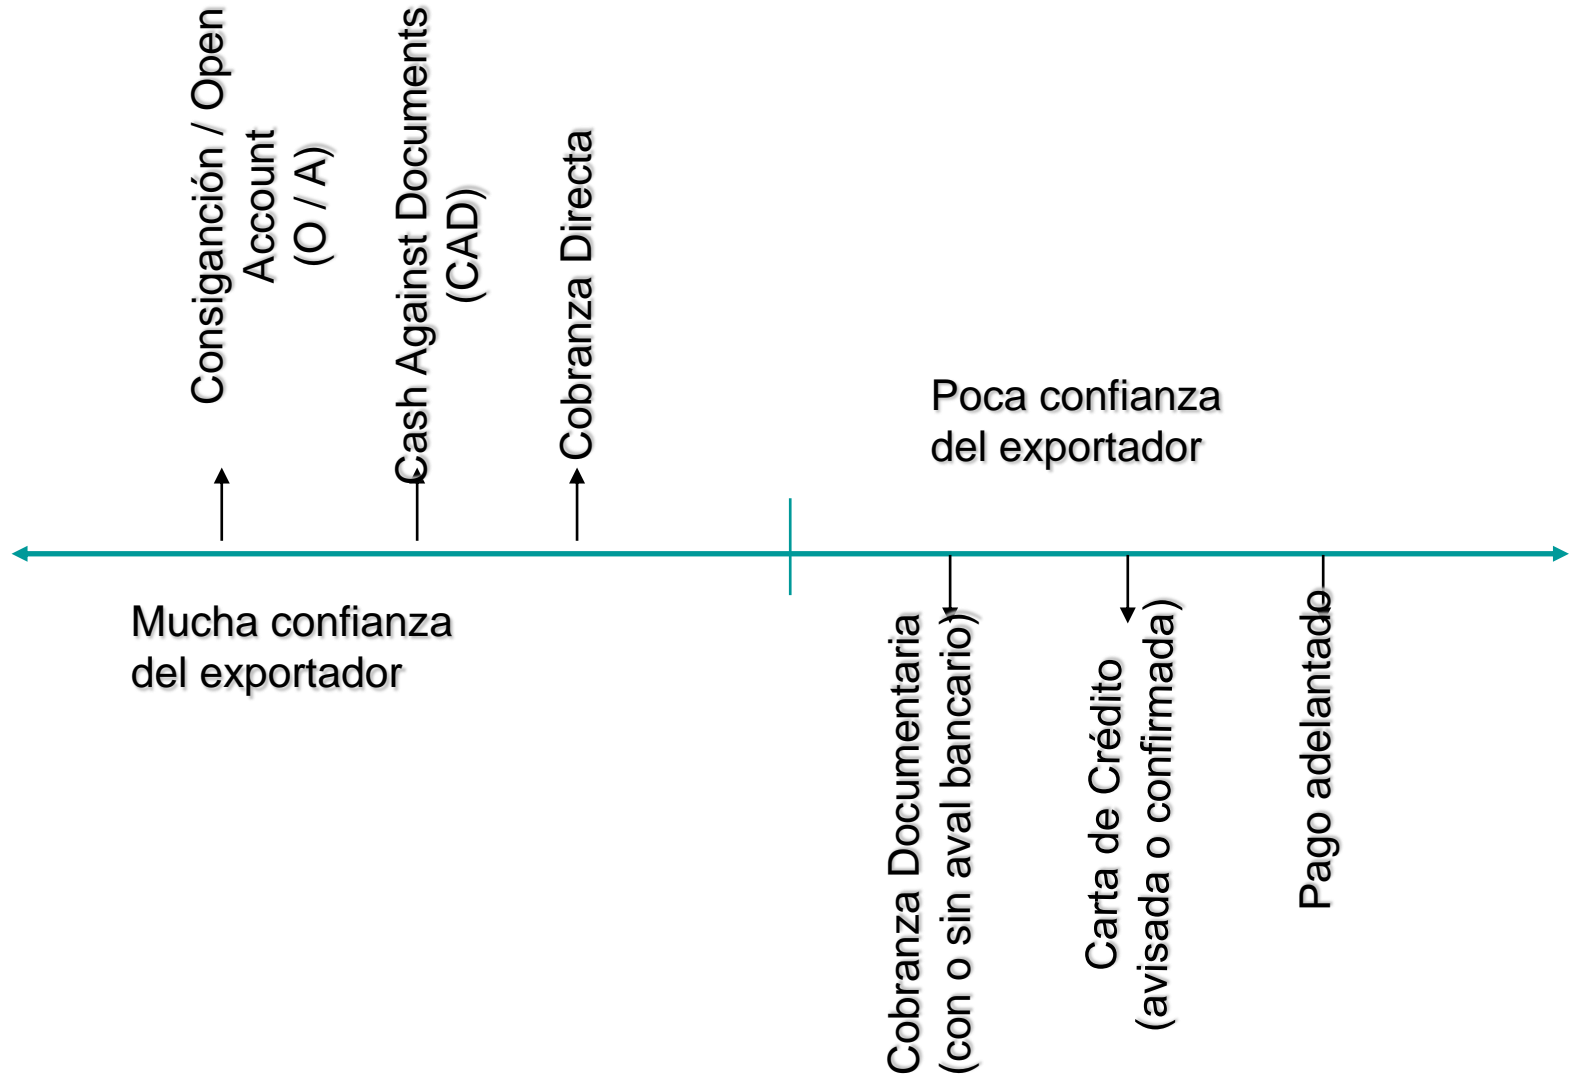 Consigación / Open
Account
(O / A)
Cash Against Documents
(CAD)
Cobranza Directa
Poca confianza
del exportador
Mucha confianza
del exportador
Cobranza Documentaria
(con o sin aval bancario)
Carta de Crédito
(avisada o confirmada)
Pago adelantado